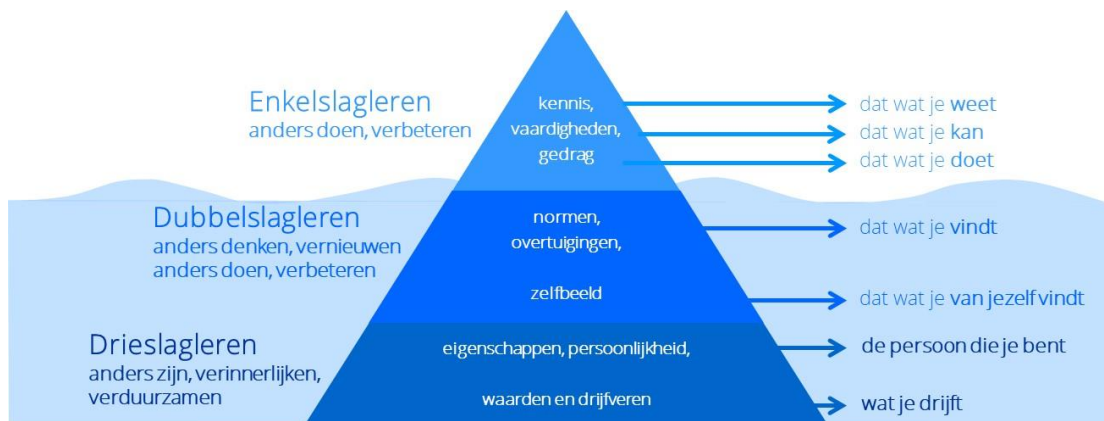 Enkelslagleren
anders doen, verbeteren
kennis,
vaardigheden,
gedrag
dat wat je weet
dat wat je kan
dat wat je doet
Dubbelslagleren
anders denken, vernieuwen
anders doen, verbeteren
normen,
overtuigingen,
zelfbeeld
dat wat je vindt
dat wat je van jezelf vindt
Drieslagleren
anders zijn, verinnerlijken,
verduurzamen
eigenschappen, persoonlijkheid,
waarden en drijfveren
de persoon die je bent
wat je drijft